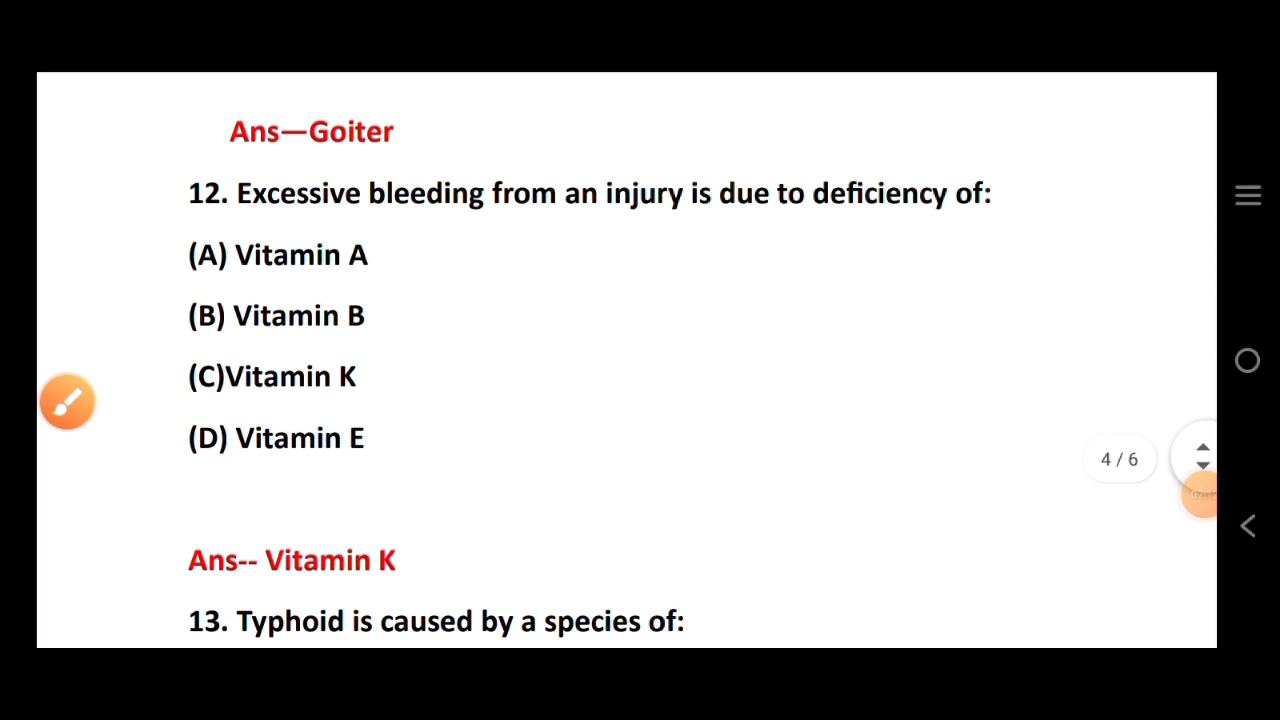 Ans—Goiter
12. Excessive bleeding from an injury is due to deficiency of:
(A) Vitamin A
(B) Vitamin B
(C)Vitamin K
(D) Vitamin E
4 / 6
Ans-- Vitamin K
13. Typhoid is caused by a species of: